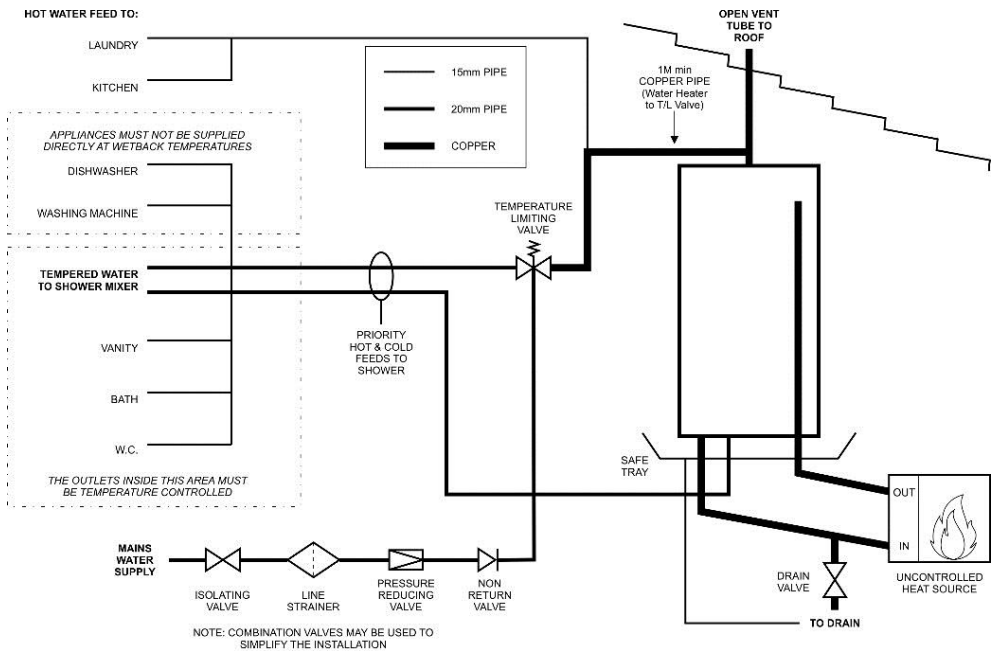 HOT WATER FEED TO:
LAUNDRY
KITCHEN
APPLIANCES MUST NOT BE SUPPLIED
DIRECTLY AT WETBACK TEMPERATURES
DISHWASHER
WASHING MACHINE
TEMPERED WATER
TO SHOWER MIXER
VANITY
BATH
W.C.
THE OUTLETS INSIDE THIS AREA MUST
BE TEMPERATURE CONTROLLED
15mm PIPE
20mm PIPE
COPPER
OPEN VENT
TUBE TO
ROOF
1M min
COPPER PIPE
(Water Heater
to T/L Valve)
TEMPERATURE
LIMITING
VALVE
PRIORITY
HOT & COLD
FEEDS TO
SHOWER
SAFE
TRAY
OUT
IN
UNCONTROLLED
HEAT SOURCE
DRAIN
VALVE
TO DRAIN
MAINS
WATER
SUPPLY
ISOLATING
VALVE
LINE
STRAINER
PRESSURE
REDUCING
VALVE
NON
RETURN
VALVE
NOTE: COMBINATION VALVES MAY BE USED TO
SIMPLIFY THE INSTALLATION